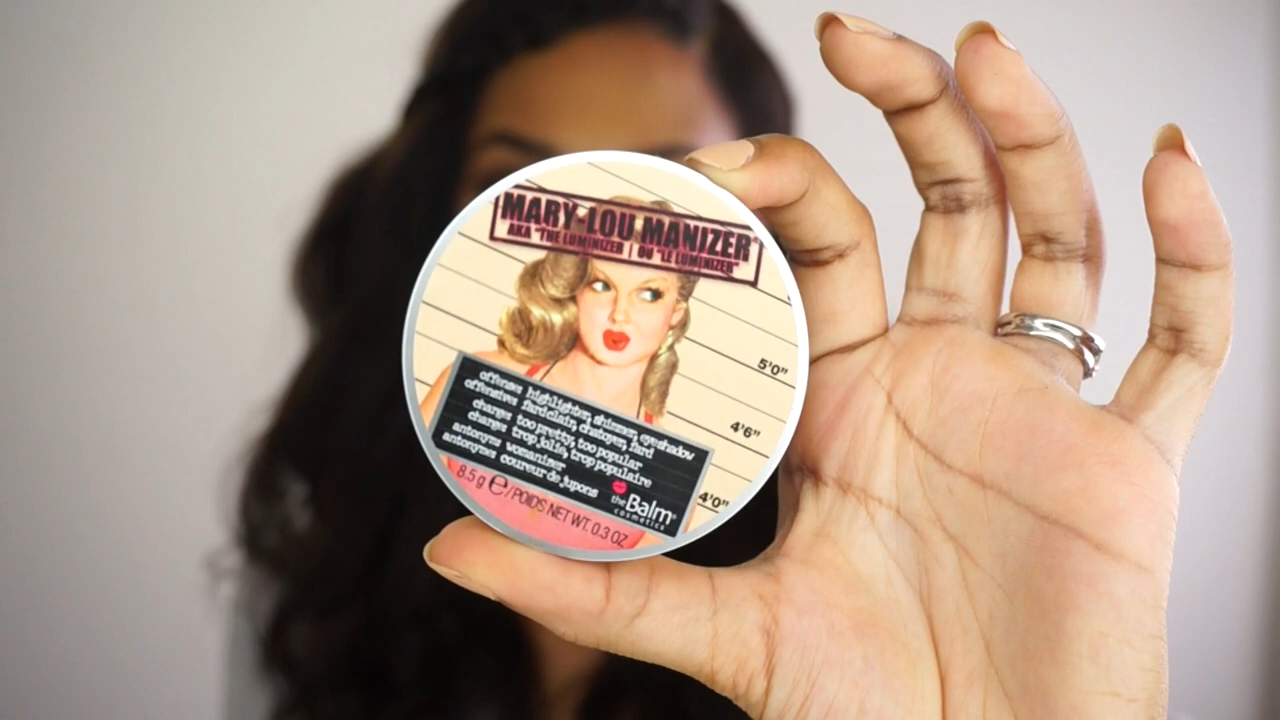 MARY-LOU MANIZER
AKA "THE LUMINIZER | OU "LE LUMINIZER"
5'0"
4'6"
4'0"
offenses highlighter, shimmer, eyeshadow
offensives fard clair, chatoyer, fard
charges too pretty, too popular
charges trop jolie, trop populaire
antonyms womanizer
antonymes coureur de jupons
theBalm®
cosmetics
8.5 g ℮ / POIDS NET WT. 0.3 OZ.